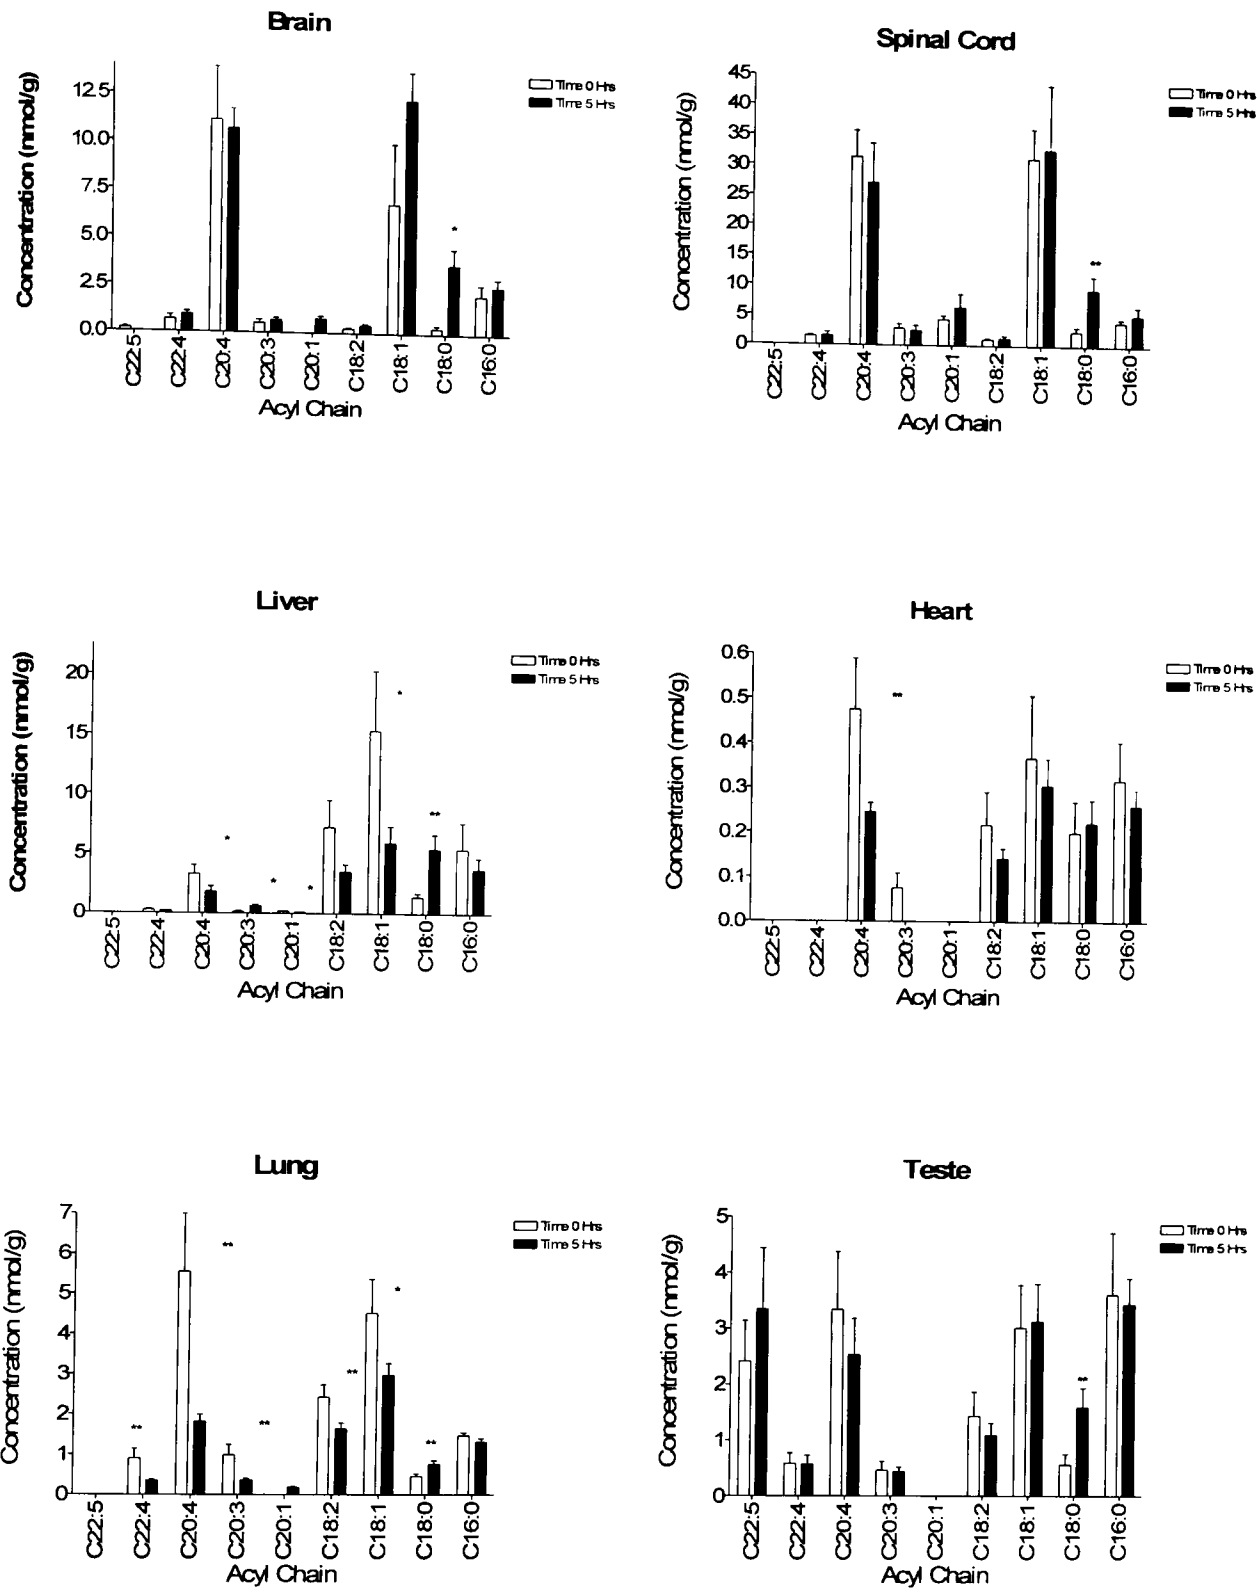 Brain
Concentration (nmol/g)
12.5
10.0
7.5
5.0
2.5
0.0
Time 0 Hrs
Time 5 Hrs
*
C22:5
C22:4
C20:4
C20:3
C20:1
C18:2
C18:1
C18:0
C16:0
Acyl Chain
Spinal Cord
Concentration (nmol/g)
45
40
35
30
25
20
15
10
5
0
Time 0 Hrs
Time 5 Hrs
**
C22:5
C22:4
C20:4
C20:3
C20:1
C18:2
C18:1
C18:0
C16:0
Acyl Chain
Liver
Concentration (nmol/g)
20
15
10
5
0
Time 0 Hrs
Time 5 Hrs
*
*
*
*
**
C22:5
C22:4
C20:4
C20:3
C20:1
C18:2
C18:1
C18:0
C16:0
Acyl Chain
Heart
Concentration (nmol/g)
0.6
0.5
0.4
0.3
0.2
0.1
0.0
Time 0 Hrs
Time 5 Hrs
**
C22:5
C22:4
C20:4
C20:3
C20:1
C18:2
C18:1
C18:0
C16:0
Acyl Chain
Lung
Concentration (nmol/g)
7
6
5
4
3
2
1
0
Time 0 Hrs
Time 5 Hrs
**
**
**
**
*
**
C22:5
C22:4
C20:4
C20:3
C20:1
C18:2
C18:1
C18:0
C16:0
Acyl Chain
Teste
Concentration (nmol/g)
5
4
3
2
1
0
Time 0 Hrs
Time 5 Hrs
**
C22:5
C22:4
C20:4
C20:3
C20:1
C18:2
C18:1
C18:0
C16:0
Acyl Chain